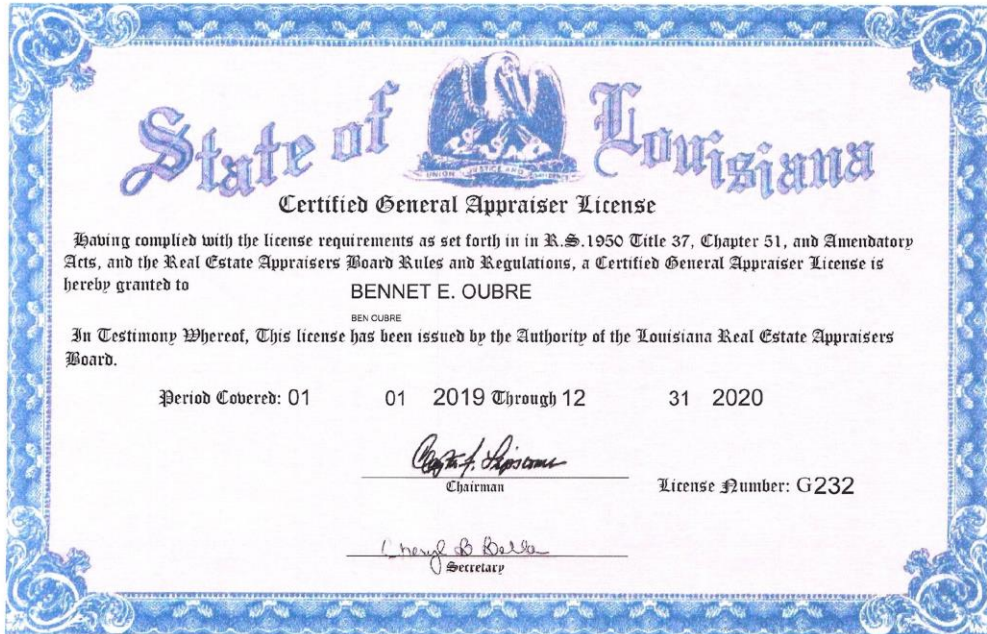 State of Louisiana
UNION JUSTICE AND
Certified General Appraiser License
Having complied with the license requirements as set forth in in R.S.1950 Title 37, Chapter 51, and Amendatory
Acts, and the Real Estate Appraisers Board Rules and Regulations, a Certified General Appraiser License is
hereby granted to
BENNET E. OUBRE
BEN OUBRE
In Testimony Whereof, This license has been issued by the Authority of the Louisiana Real Estate Appraisers
Board.
Period Covered: 01 01 2019 Through 12 31 2020
Chairman
License Number: G232
Cheryl B Bella
Secretary